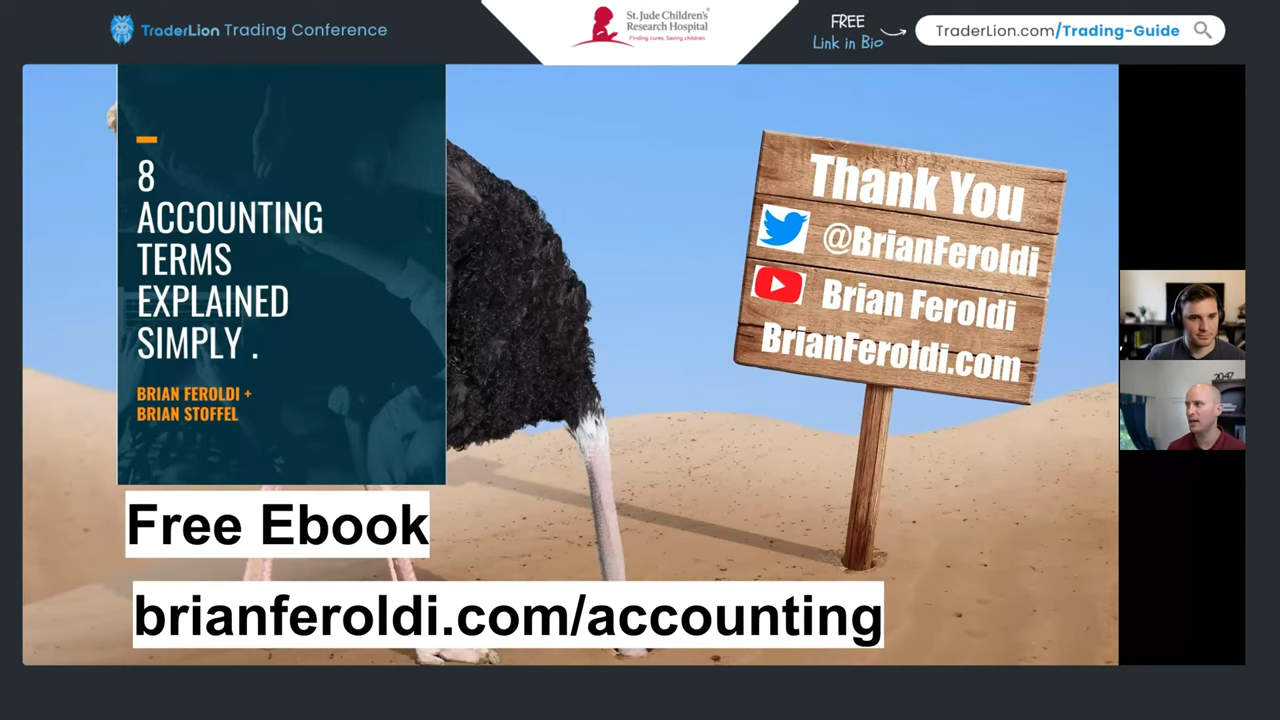 TraderLion Trading Conference
St. Jude Children's
Research Hospital
Finding cures. Saving children.
FREE
Link in Bio
TraderLion.com/Trading-Guide
8
ACCOUNTING
TERMS
EXPLAINED
SIMPLY .
BRIAN FEROLDI +
BRIAN STOFFEL
Thank You
@BrianFeroldi
Brian Feroldi
BrianFeroldi.com
Free Ebook
brianferoldi.com/accounting
20:47